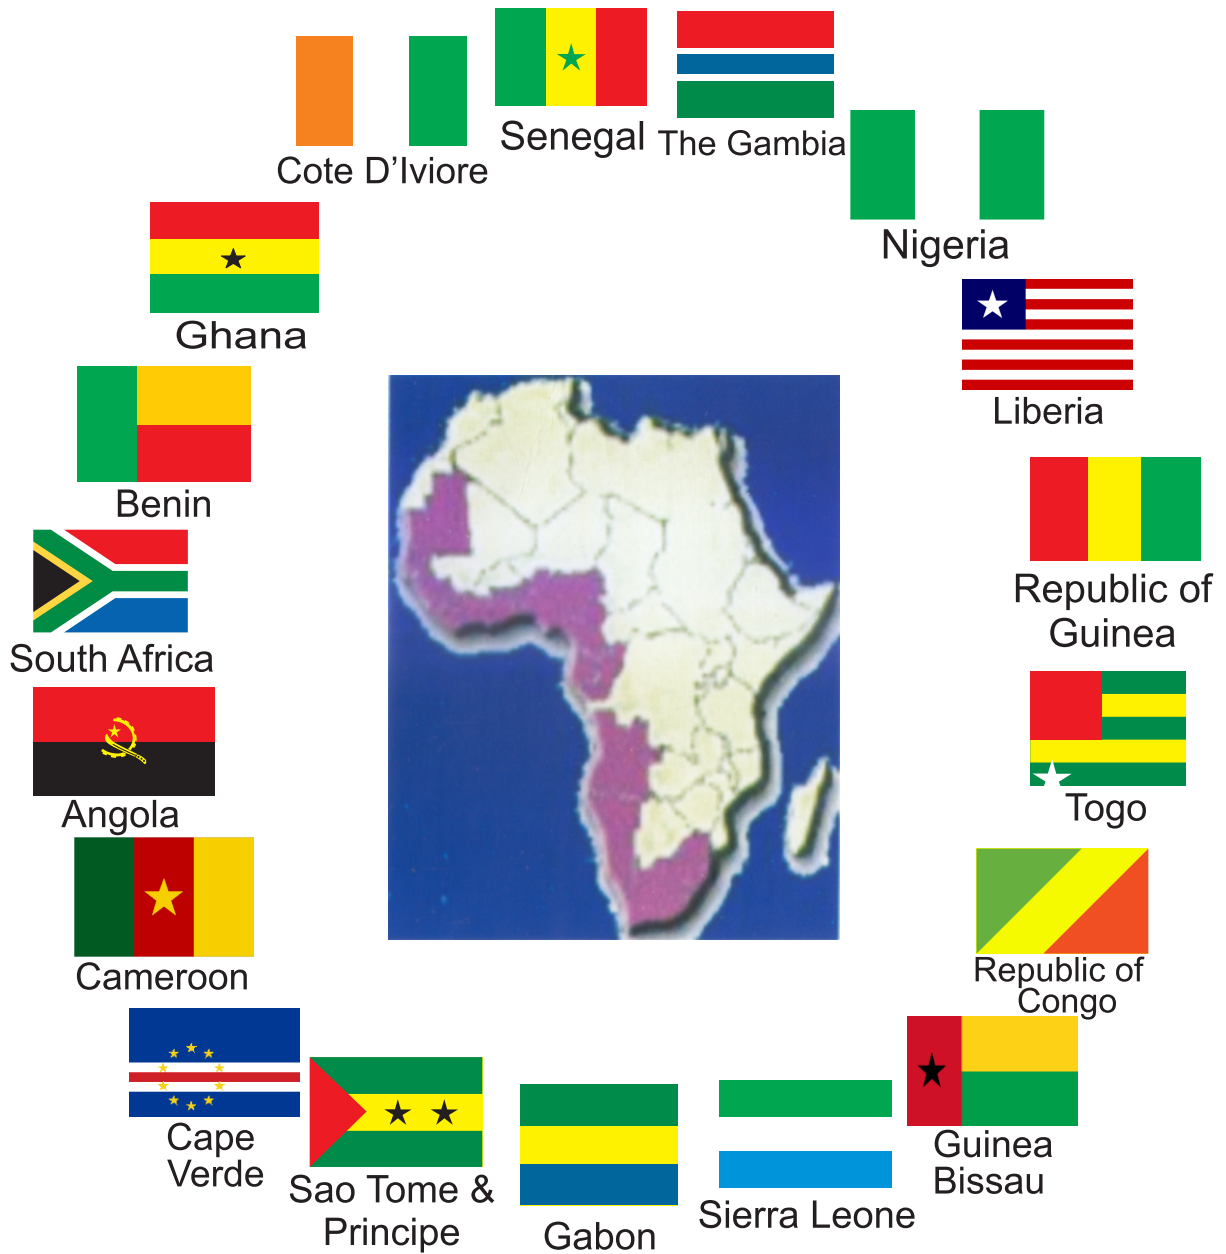 Senegal
The Gambia
Cote D'Iviore
Nigeria
Ghana
Liberia
Benin
Republic of
Guinea
South Africa
Angola
Togo
Cameroon
Republic of
Congo
Cape
Verde
Guinea
Bissau
Sao Tome &
Principe
Sierra Leone
Gabon